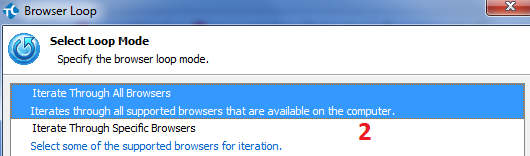 Browser Loop
Select Loop Mode
Specify the browser loop mode.
Iterate Through All Browsers
Iterates through all supported browsers that are available on the computer.
Iterate Through Specific Browsers
2
Select some of the supported browsers for iteration.